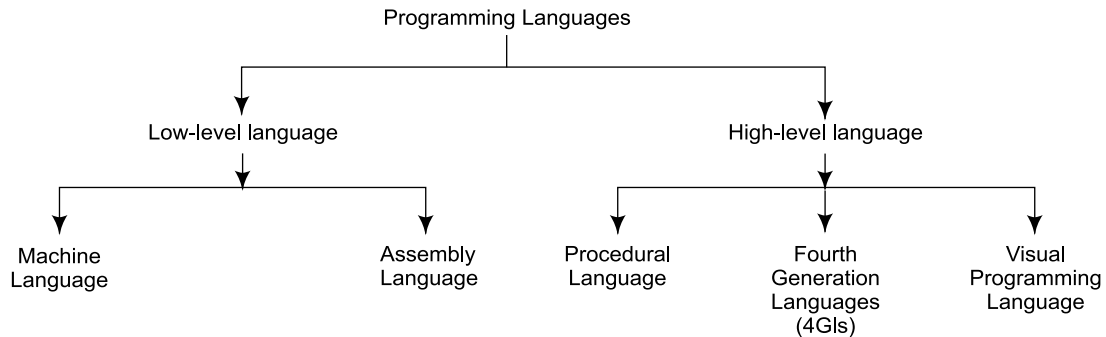 Programming Languages
Low-level language
High-level language
Machine
Language
Assembly
Language
Procedural
Language
Fourth
Generation
Languages
(4Gls)
Visual
Programming
Language